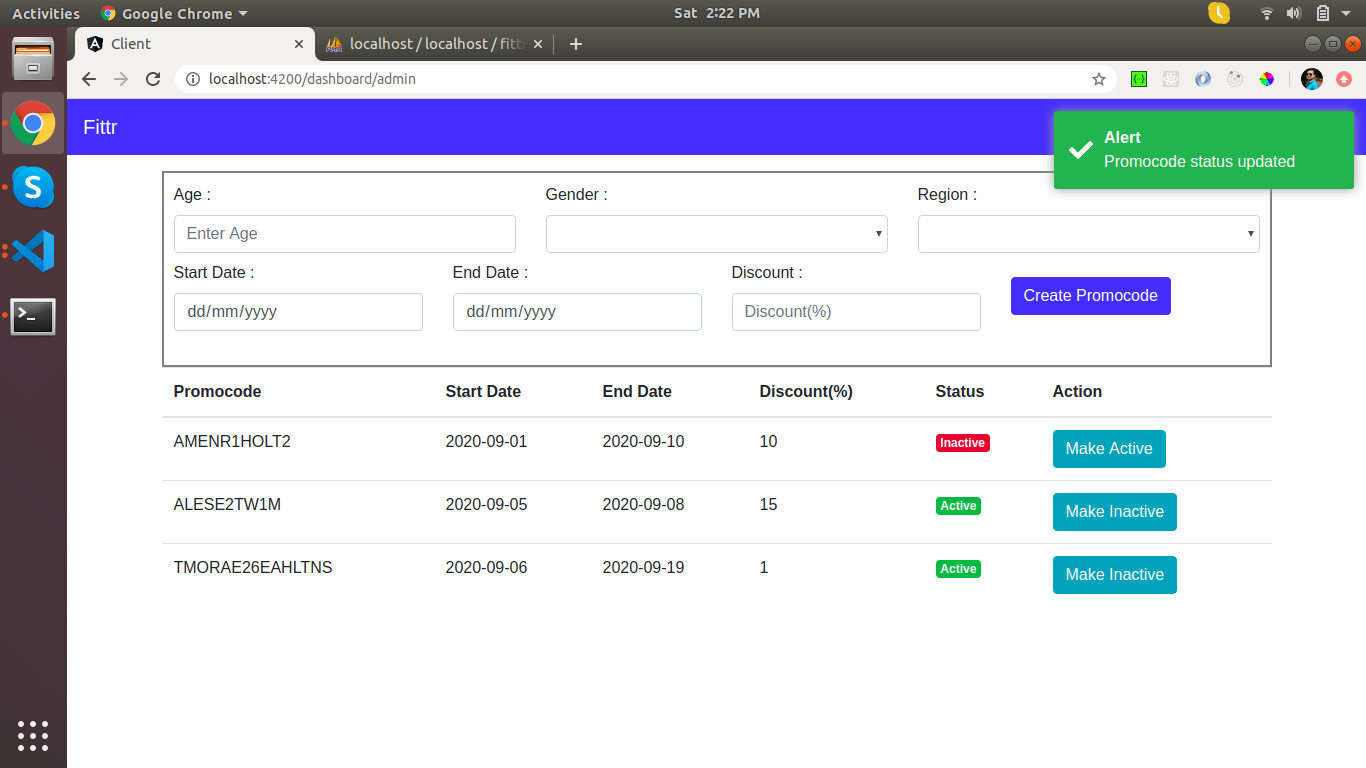 Activities Google Chrome Sat 2:22 PM
Client localhost / localhost / fitt
localhost:4200/dashboard/admin
Fittr
Alert
Promocode status updated
Age : Gender : Region :
Enter Age
Start Date : End Date : Discount :
dd/mm/yyyy dd/mm/yyyy Discount(%) Create Promocode
Promocode Start Date End Date Discount(%) Status Action
AMENR1HOLT2 2020-09-01 2020-09-10 10 Inactive Make Active
ALESE2TW1M 2020-09-05 2020-09-08 15 Active Make Inactive
TMORAE26EAHLTNS 2020-09-06 2020-09-19 1 Active Make Inactive